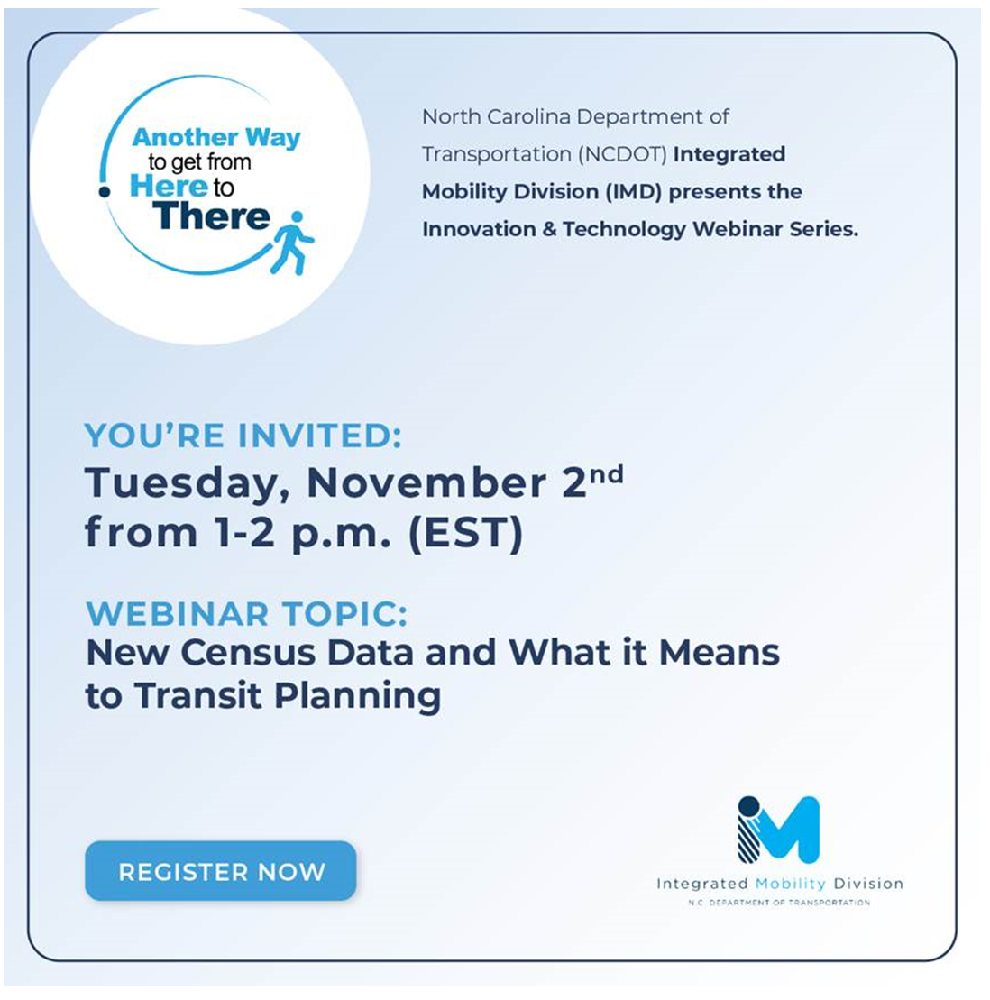 Another Way
to get from
Here to
There
North Carolina Department of
Transportation (NCDOT) Integrated
Mobility Division (IMD) presents the
Innovation & Technology Webinar Series.
YOU’RE INVITED:
Tuesday, November 2nd
from 1-2 p.m. (EST)
WEBINAR TOPIC:
New Census Data and What it Means
to Transit Planning
REGISTER NOW
iM
Integrated Mobility Division
N.C. DEPARTMENT OF TRANSPORTATION